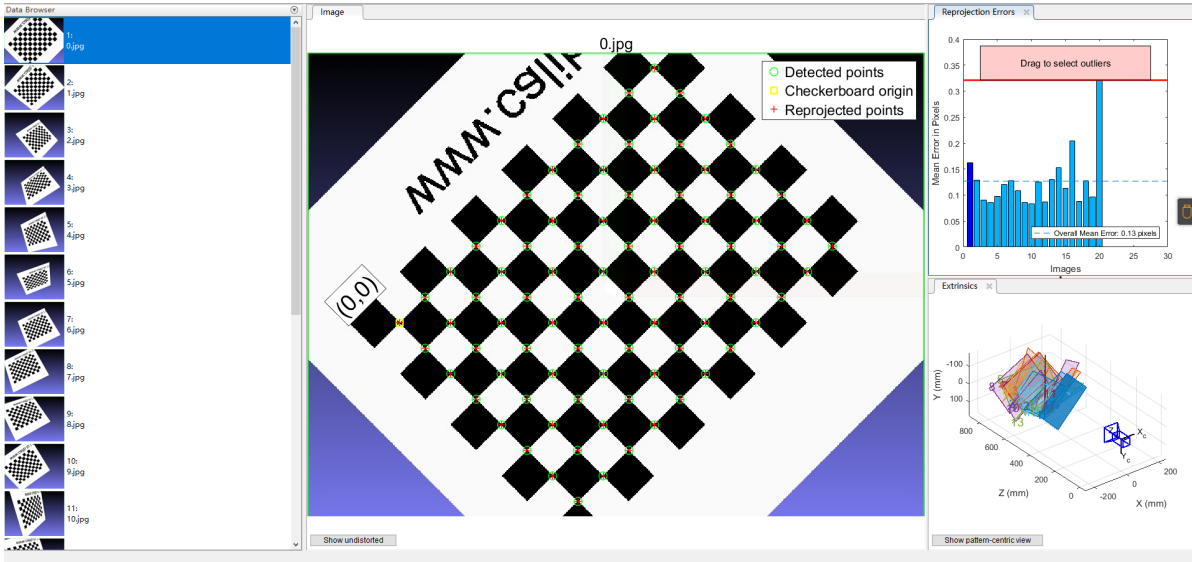 Data Browser
1:
0.jpg
2:
1.jpg
3:
2.jpg
4:
3.jpg
5:
4.jpg
6:
5.jpg
7:
6.jpg
8:
7.jpg
9:
8.jpg
10:
9.jpg
11:
10.jpg
Image
0.jpg
Detected points
Checkerboard origin
Reprojected points
(0,0)
Show undistorted
Reprojection Errors
Drag to select outliers
Mean Error in Pixels
0.4
0.35
0.3
0.25
0.2
0.15
0.1
0.05
0
Overall Mean Error: 0.13 pixels
0 5 10 15 20 25 30
Images
Extrinsics
Y (mm)
-100
0
100
800
600
400
200
0
Z (mm)
-200
0
200
X (mm)
Xc
Yc
8
13
Show pattern-centric view